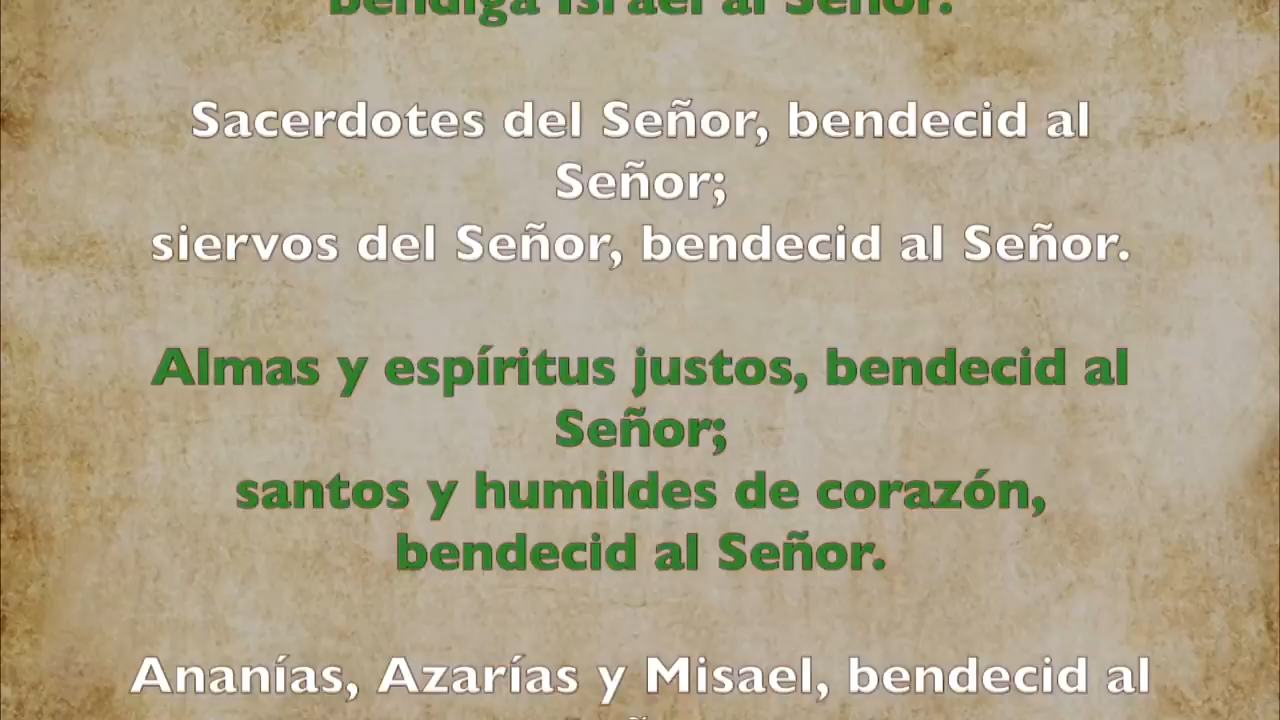 bendiga Israel al Señor.
Sacerdotes del Señor, bendecid al
Señor;
siervos del Señor, bendecid al Señor.
Almas y espíritus justos, bendecid al
Señor;
santos y humildes de corazón,
bendecid al Señor.
Ananías, Azarías y Misael, bendecid al